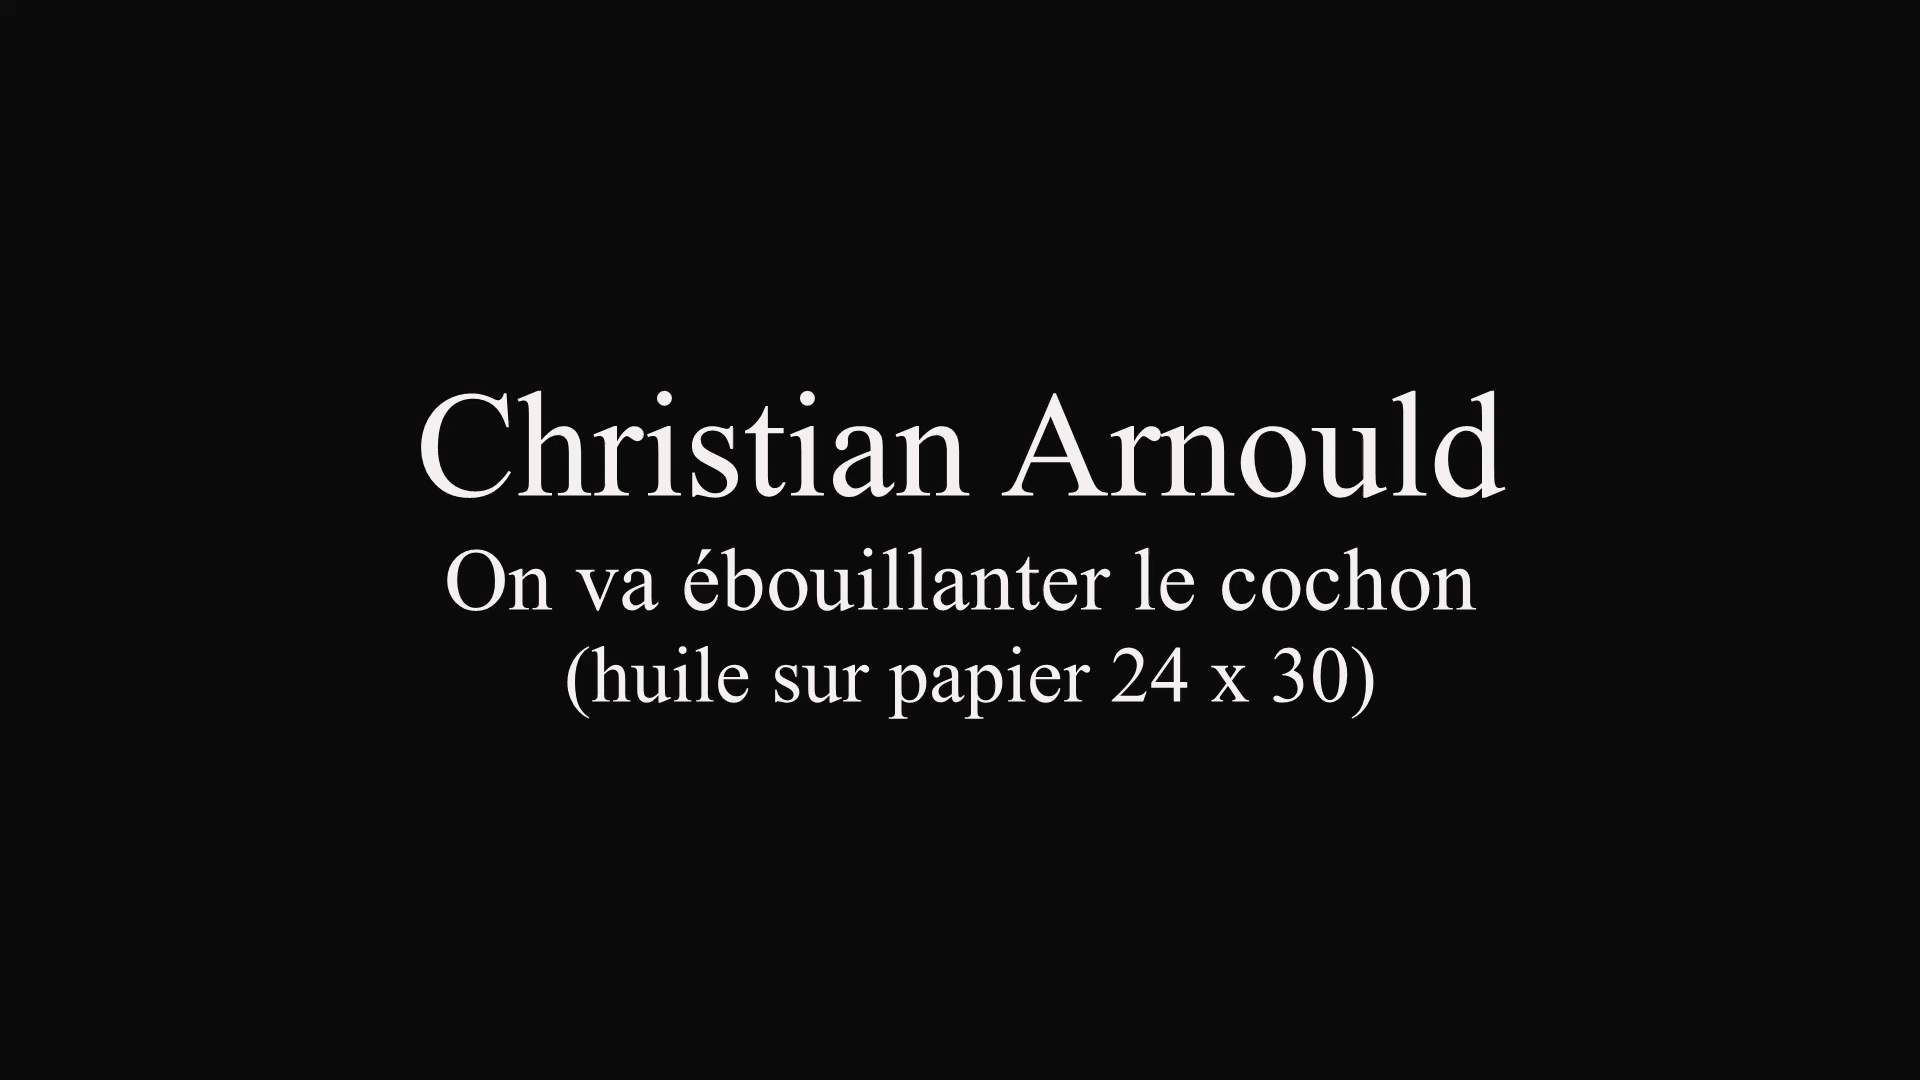 Christian Arnould
On va ébouillanter le cochon
(huile sur papier 24 x 30)